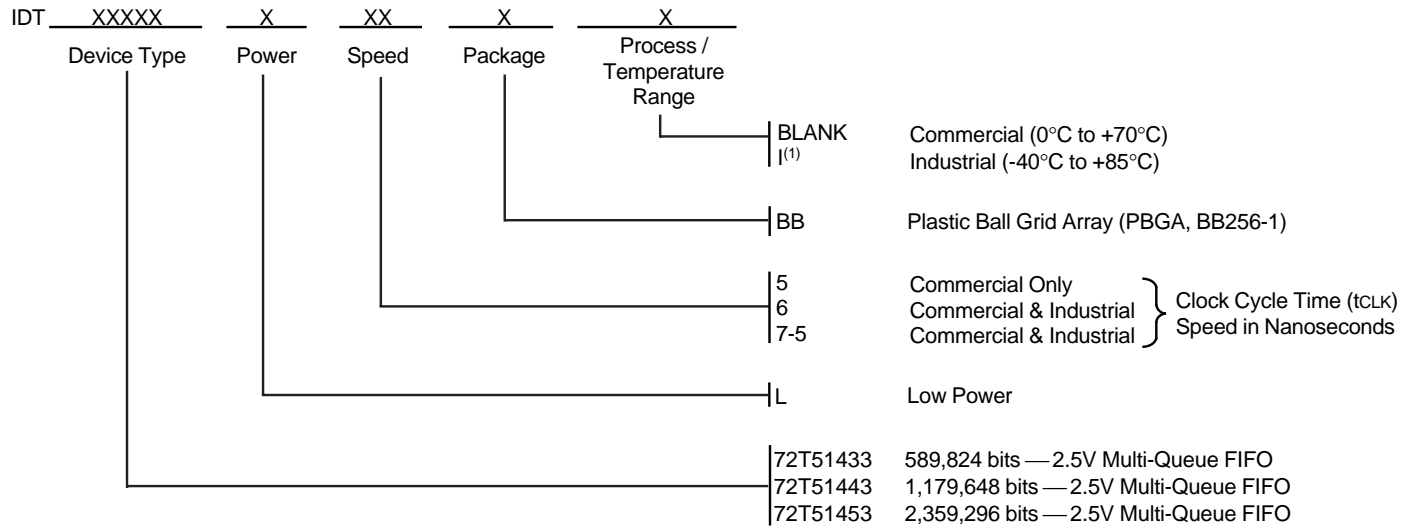 IDT XXXXX X XX X X
Device Type Power Speed Package Process / Temperature Range
BLANK Commercial (0°C to +70°C)
I(1) Industrial (-40°C to +85°C)
BB Plastic Ball Grid Array (PBGA, BB256-1)
5 Commercial Only
6 Commercial & Industrial
7-5 Commercial & Industrial
Clock Cycle Time (tCLK)
Speed in Nanoseconds
L Low Power
72T51433 589,824 bits — 2.5V Multi-Queue FIFO
72T51443 1,179,648 bits — 2.5V Multi-Queue FIFO
72T51453 2,359,296 bits — 2.5V Multi-Queue FIFO